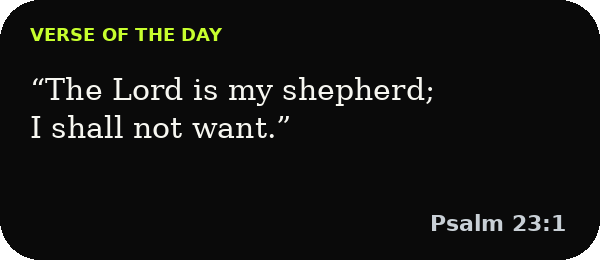 VERSE OF THE DAY
“The Lord is my shepherd;
I shall not want.”
Psalm 23:1